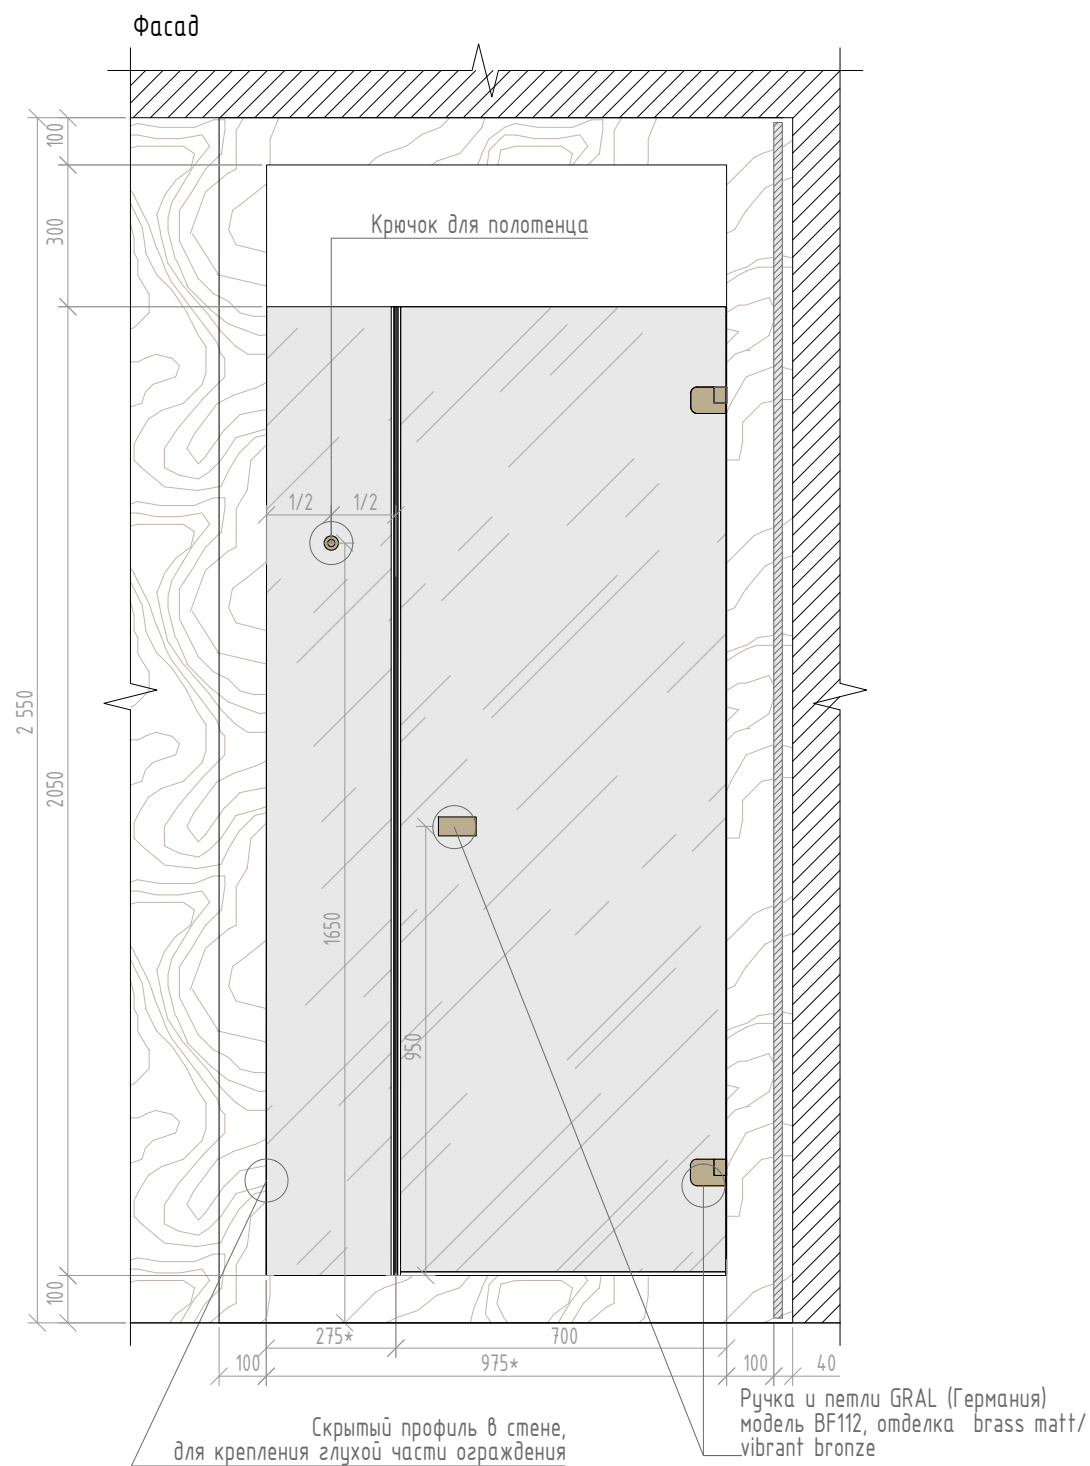 Фасад
100
300
Крючок для полотенца
1/2
1/2
2 550
2050
1650
950
100
275*
700
100
975*
100
40
Ручка и петли GRAL (Германия)
модель BF112, отделка brass matt/
vibrant bronze
Скрытый профиль в стене,
для крепления глухой части ограждения